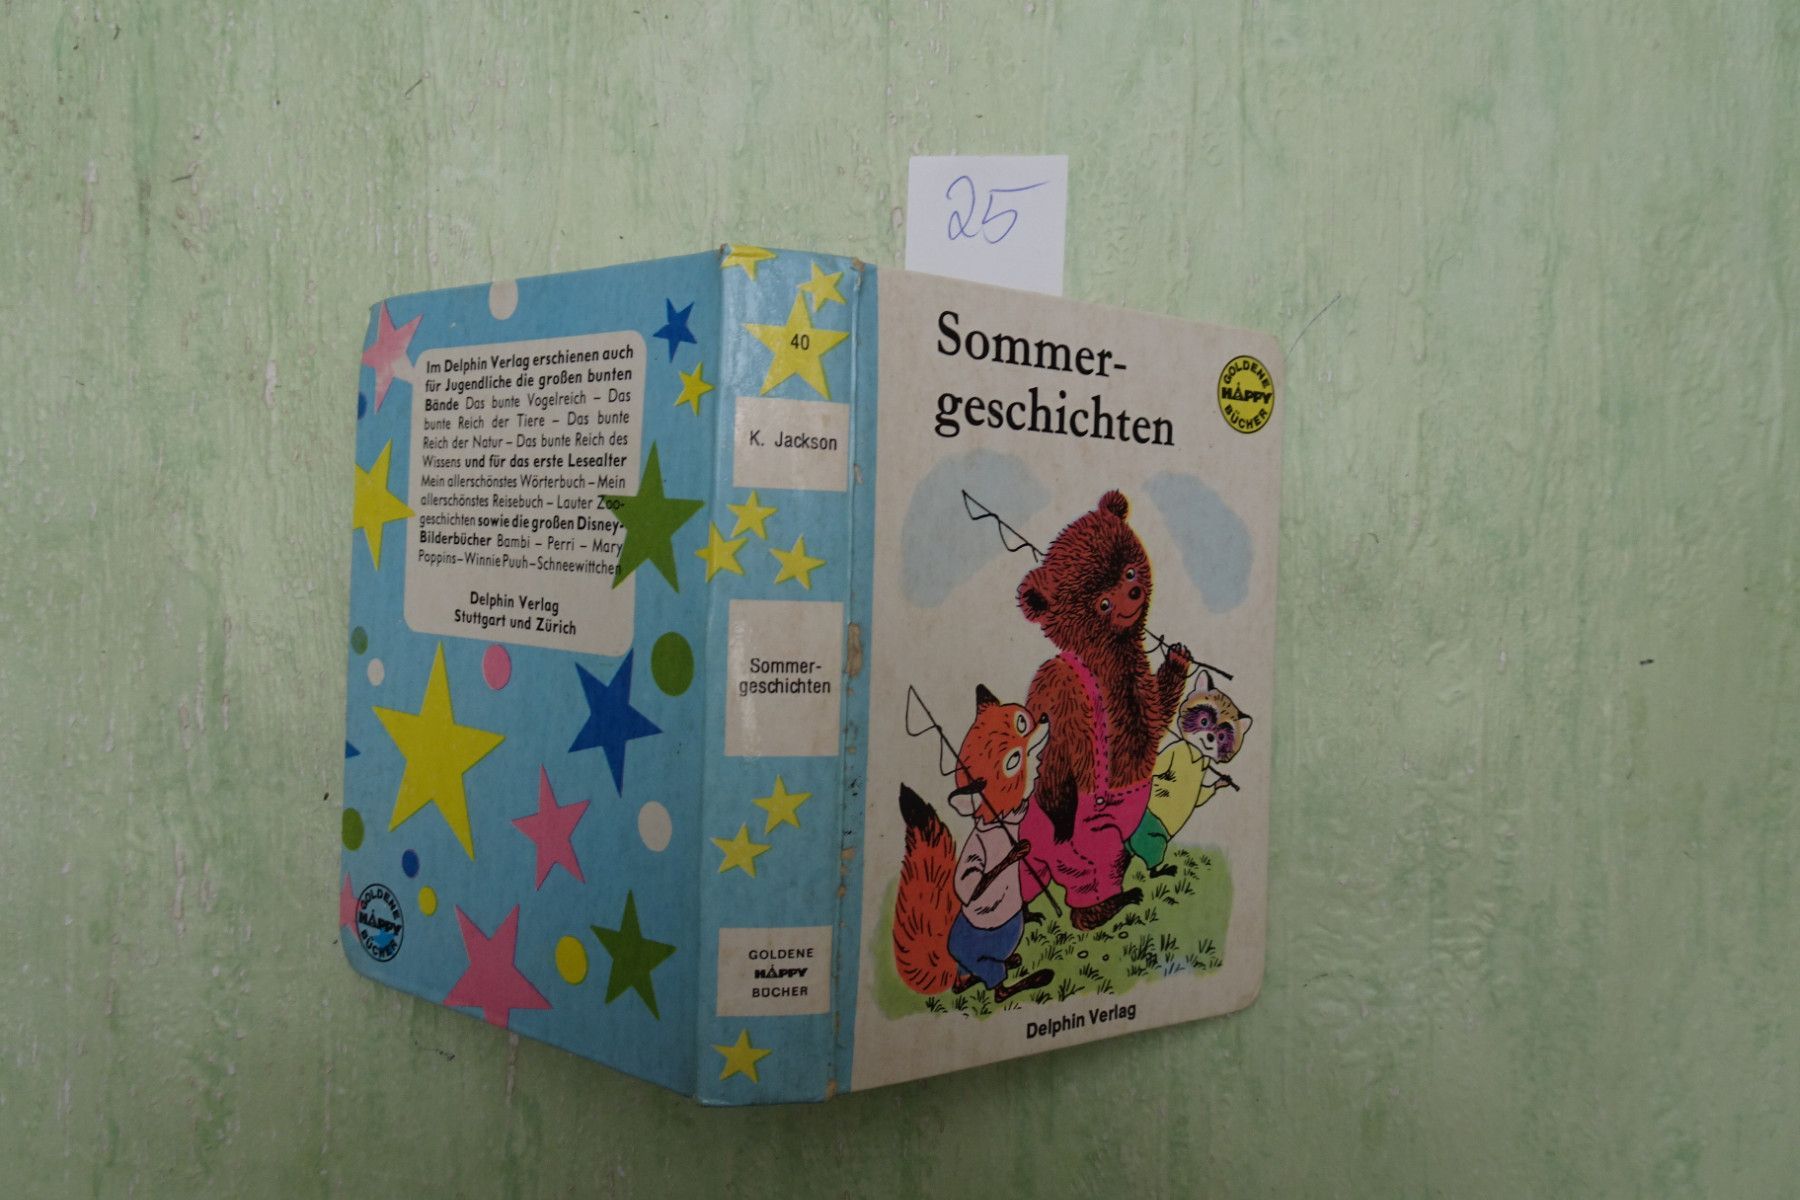 25
Im Delphin Verlag erschienen auch
für Jugendliche die großen bunten
Bände Das bunte Vogelreich – Das
bunte Reich der Tiere – Das bunte
Reich der Natur – Das bunte Reich des
Wissens und für das erste Lesealter
Mein allerschönstes Wörterbuch – Mein
allerschönstes Reisebuch – Lauter Zoo-
geschichten sowie die großen Disney-
Bilderbücher Bambi – Perri – Mary
Poppins – Winnie Puuh – Schneewittchen
Delphin Verlag
Stuttgart und Zürich
GOLDENE
HAPPY
BÜCHER
40
K. Jackson
Sommer-
geschichten
GOLDENE
HAPPY
BÜCHER
Sommer-
geschichten
GOLDENE
HAPPY
BÜCHER
Delphin Verlag